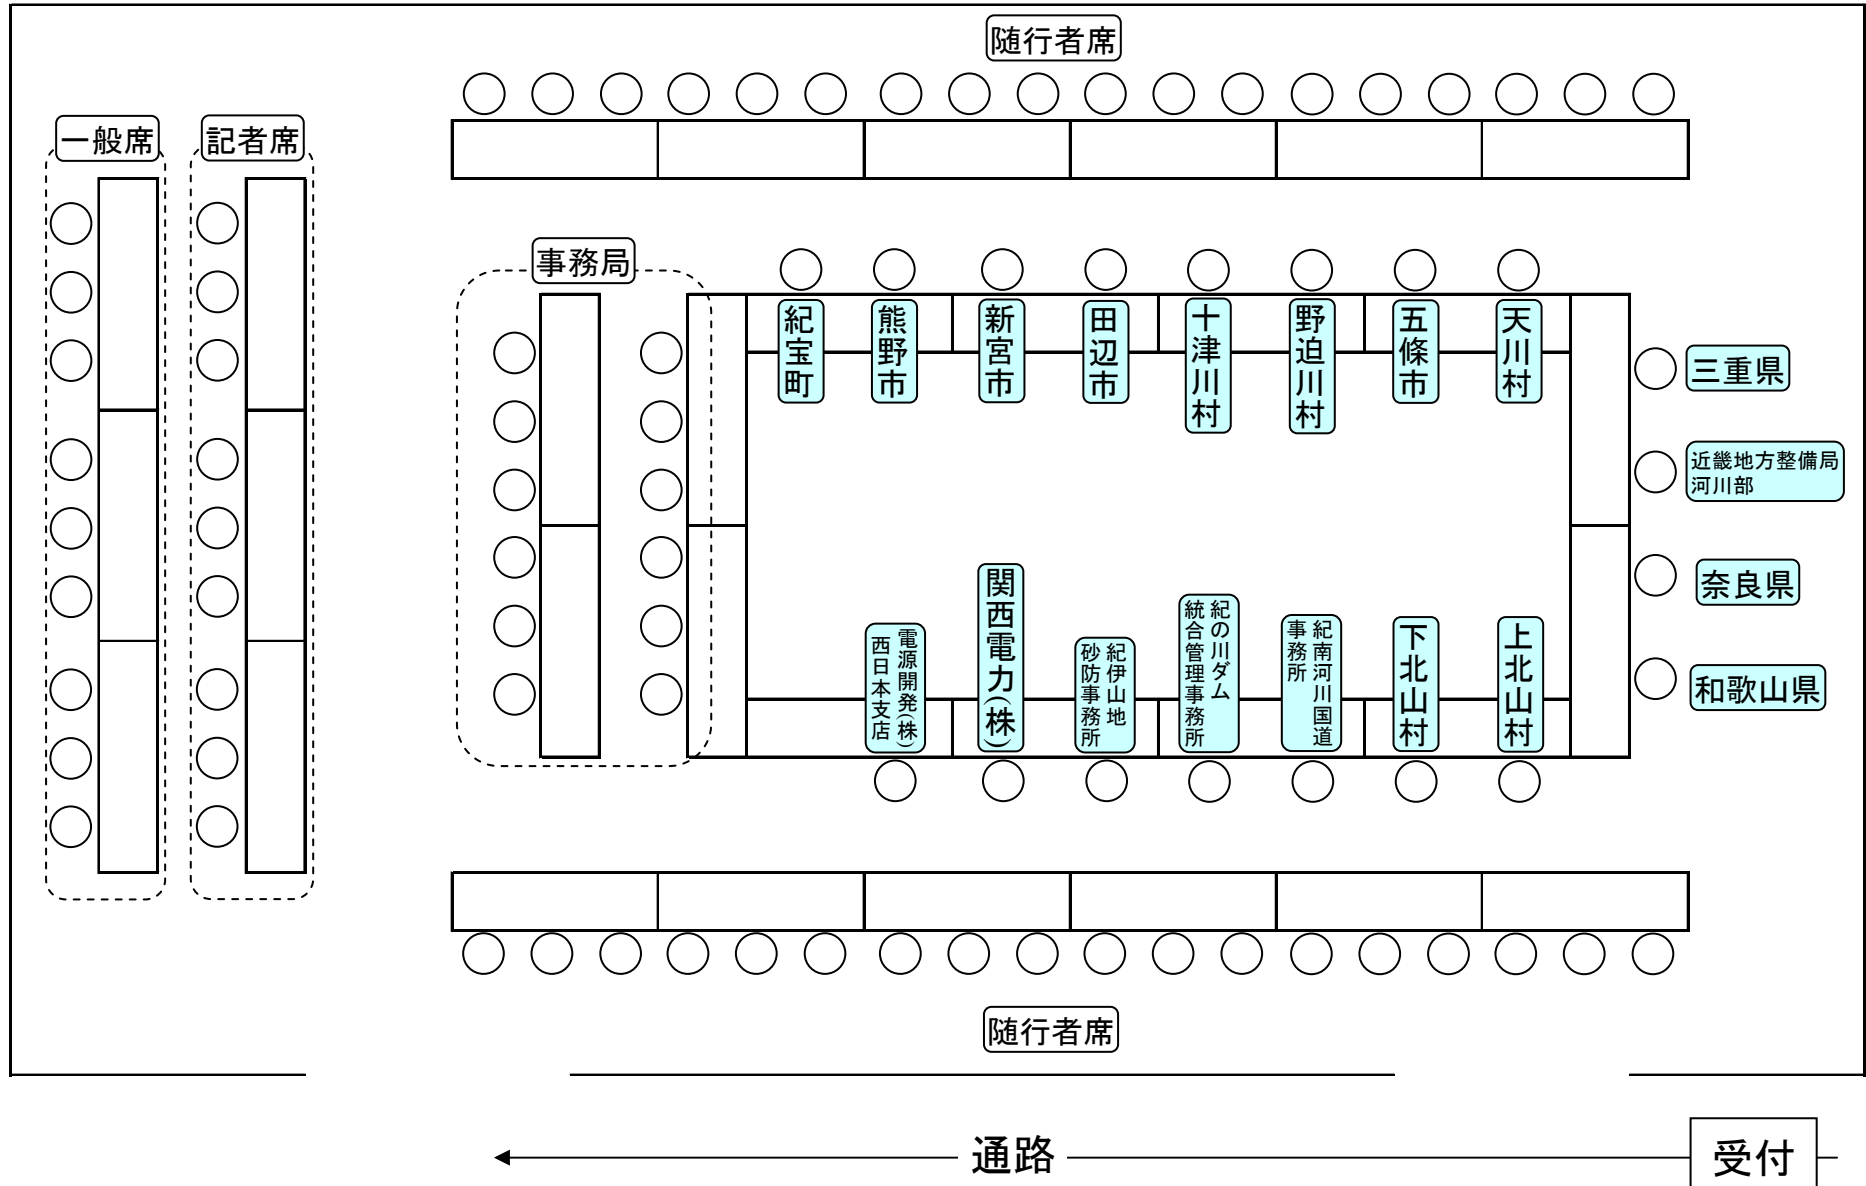 随行者席
一般席
記者席
事務局
紀宝町
熊野市
新宮市
田辺市
十津川村
野迫川村
五條市
天川村
三重県
近畿地方整備局
河川部
奈良県
和歌山県
電源開発(株)
西日本支店
関西電力(株)
紀伊山地
砂防事務所
紀の川ダム
統合管理事務所
紀南河川国道
事務所
下北山村
上北山村
随行者席
通路
受付